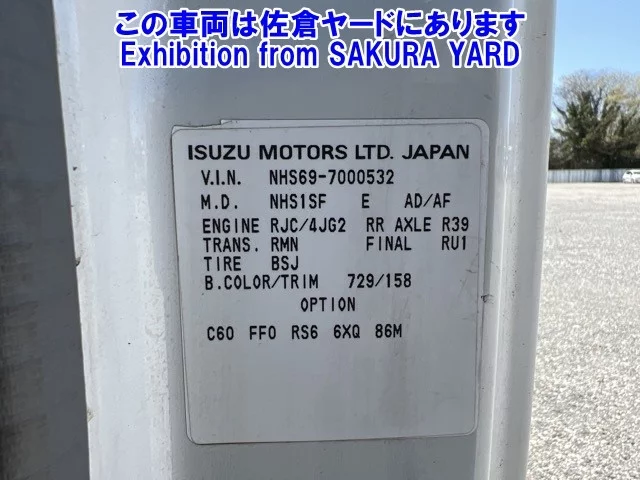 この車両は佐倉ヤードにあります
Exhibition from SAKURA YARD
ISUZU MOTORS LTD. JAPAN
V.I.N. NHS69-7000532
M.D. NHS1SF E AD/AF
ENGINE RJC/4JG2 RR AXLE R39
TRANS. RMN FINAL RU1
TIRE BSJ
B.COLOR/TRIM 729/158
OPTION
C60 FF0 RS6 6XQ 86M